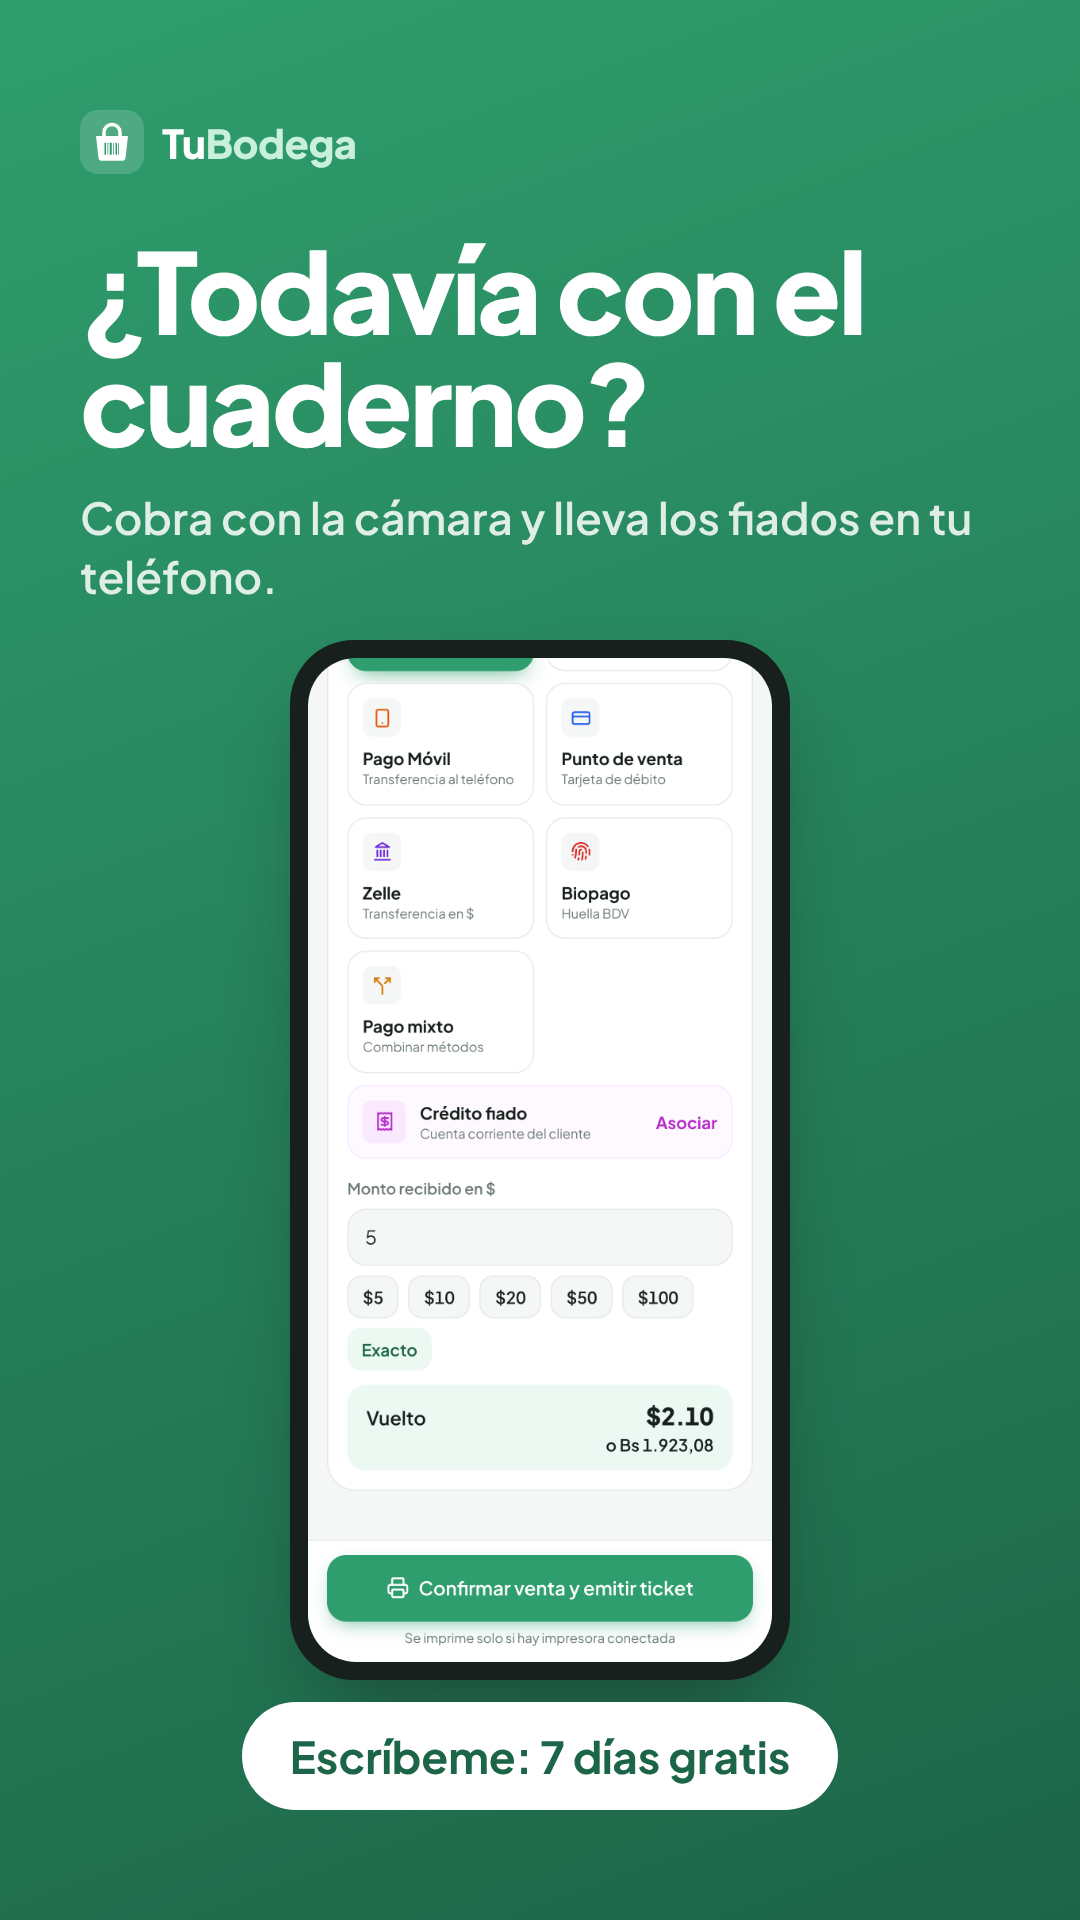 TuBodega
¿Todavía con el
cuaderno?
Cobra con la cámara y lleva los fiados en tu
teléfono.
Pago Móvil
Transferencia al teléfono
Punto de venta
Tarjeta de débito
Zelle
Transferencia en $
Biopago
Huella BDV
Pago mixto
Combinar métodos
Crédito fiado
Cuenta corriente del cliente
Asociar
Monto recibido en $
5
$5 $10 $20 $50 $100
Exacto
Vuelto $2.10
o Bs 1.923,08
Confirmar venta y emitir ticket
Se imprime solo si hay impresora conectada
Escríbeme: 7 días gratis